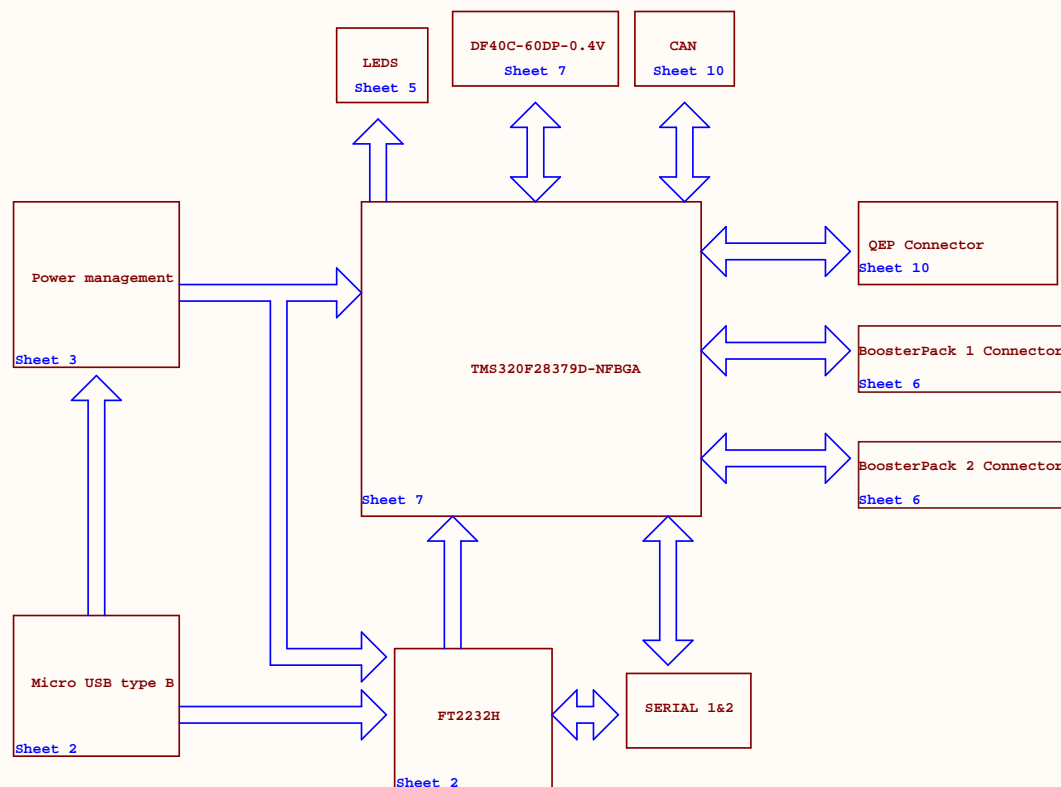 LEDS
Sheet 5
DF40C-60DP-0.4V
Sheet 7
CAN
Sheet 10
Power management
Sheet 3
TMS320F28379D-NFBGA
Sheet 7
QEP Connector
Sheet 10
BoosterPack 1 Connector
Sheet 6
BoosterPack 2 Connector
Sheet 6
Micro USB type B
Sheet 2
FT2232H
Sheet 2
SERIAL 1&2